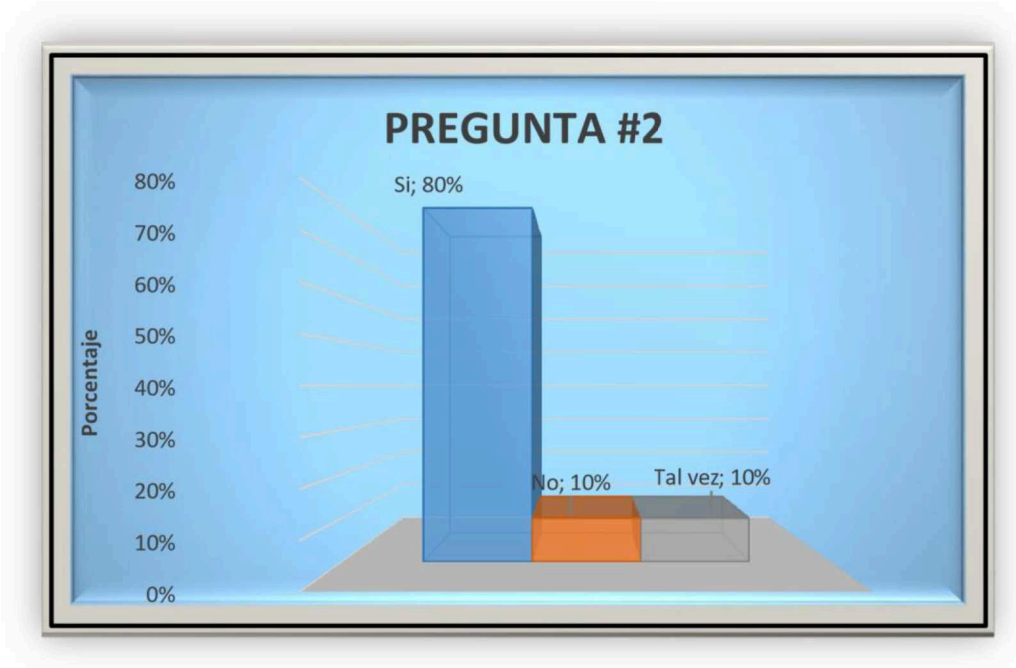 PREGUNTA #2
Si; 80%
80%
70%
60%
50%
40%
30%
20%
10%
0%
Porcentaje
No; 10%
Tal vez; 10%